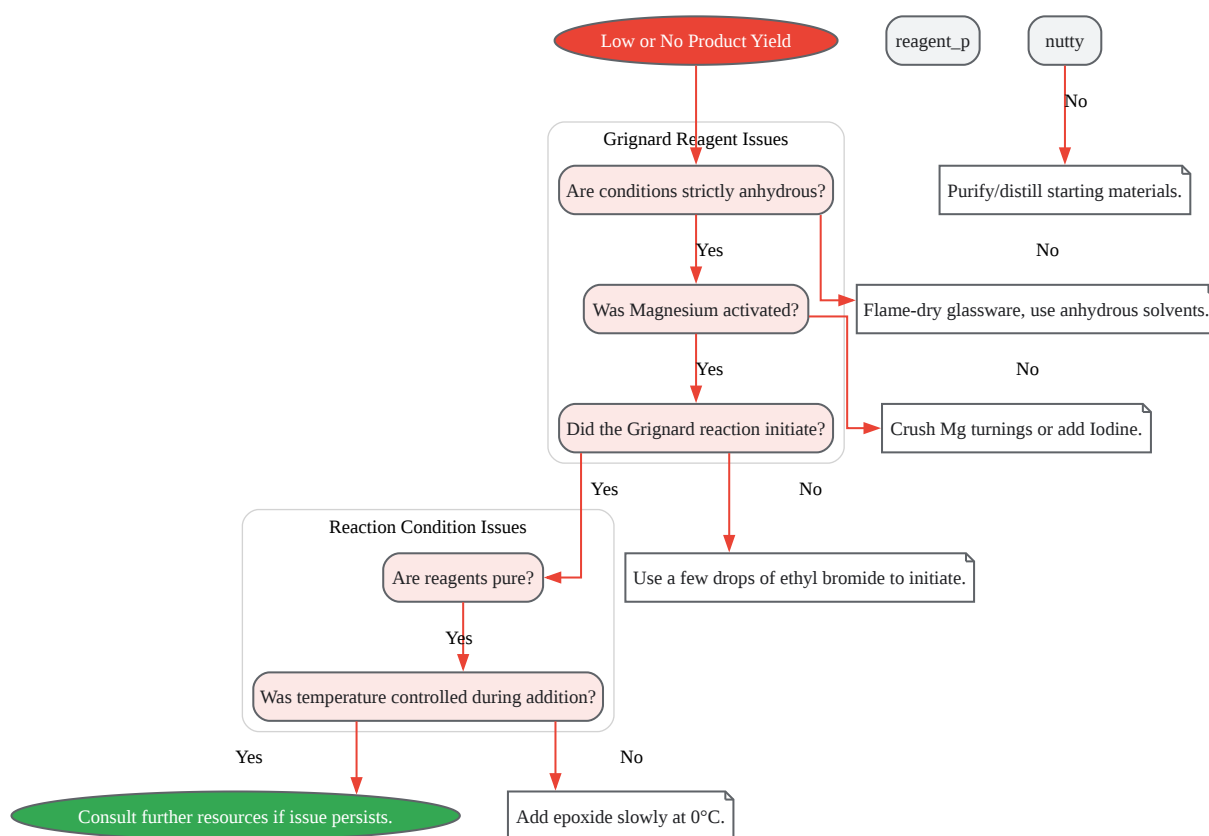 Low or No Product Yield
reagent_p
nutty
No
Grignard Reagent Issues
Are conditions strictly anhydrous?
Purify/distill starting materials.
Yes
No
Was Magnesium activated?
Flame-dry glassware, use anhydrous solvents.
Yes
No
Did the Grignard reaction initiate?
Crush Mg turnings or add Iodine.
Yes
No
Reaction Condition Issues
Are reagents pure?
Use a few drops of ethyl bromide to initiate.
Yes
Was temperature controlled during addition?
Yes
No
Consult further resources if issue persists.
Add epoxide slowly at 0°C.